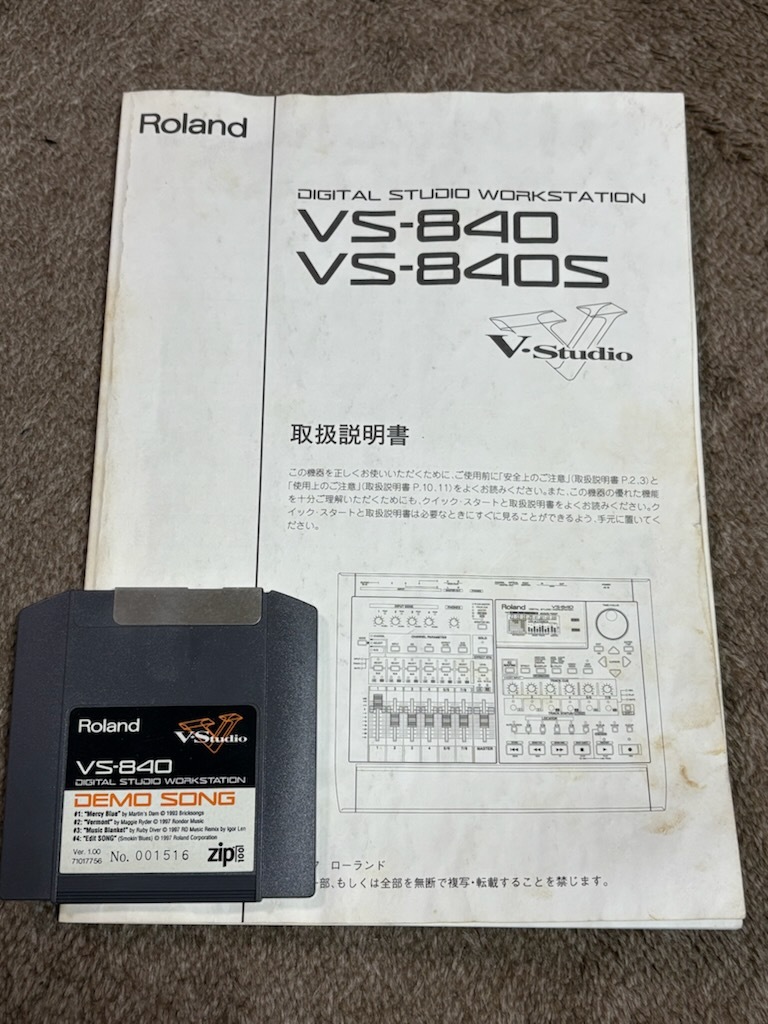 Roland
DIGITAL STUDIO WORKSTATION
VS-840
VS-840S
V·Studio
取扱説明書
この機器を正しくお使いいただくために、ご使用前に「安全上のご注意」(取扱説明書 P.2,3)と
「使用上のご注意」(取扱説明書 P.10,11)をよくお読みください。また、この機器の優れた機能
を十分ご理解いただくためにも、クイック・スタートと取扱説明書をよくお読みください。ク
イック・スタートと取扱説明書は必要なときにすぐに見ることができるよう、手元に置いてく
ださい。
Roland VS-840
MASTER
ローランド
部、もしくは全部を無断で複写・転載することを禁じます。
Roland
V·Studio
VS-840
DIGITAL STUDIO WORKSTATION
DEMO SONG
#1: "Mercy Blue" by Martin's Dam © 1993 Bricksongs
#2: "Vermont" by Maggie Ryder © 1997 Rondor Music
#3: "Music Blanket" by Ruby Diver © 1997 RD Music Remix by Igor Len
#4: "Edit SONG" (Smokin'Blues) © 1997 Roland Corporation
Ver. 1.00
71017756 No. 001516 zip 100